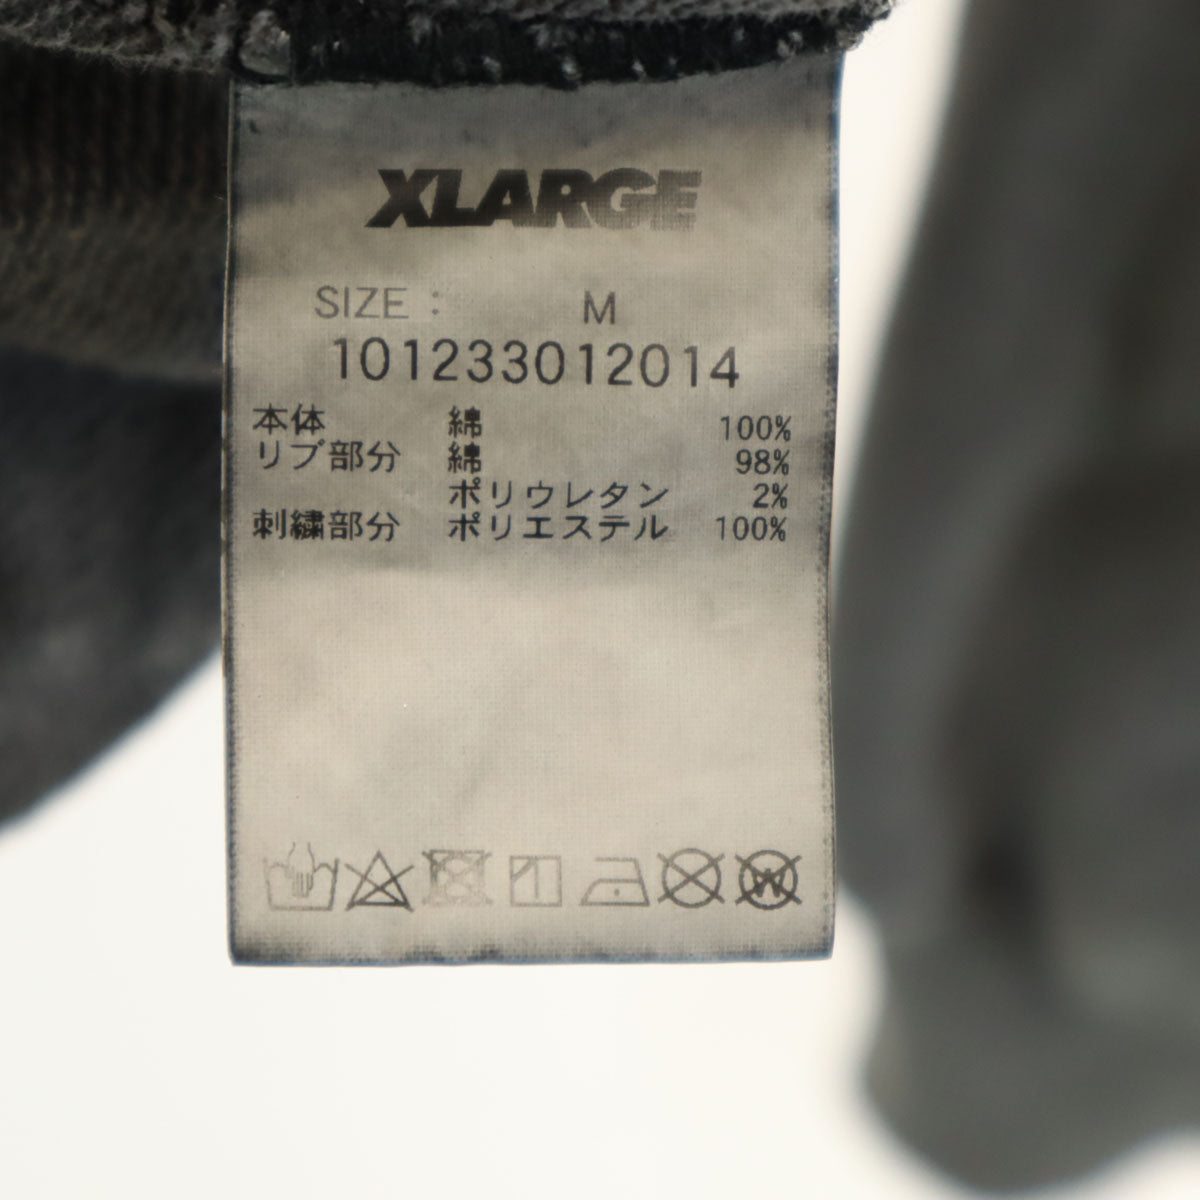 XLARGE
SIZE : M
101233012014
本体 綿 100%
リブ部分 綿 98%
ポリウレタン 2%
刺繍部分 ポリエステル 100%
W